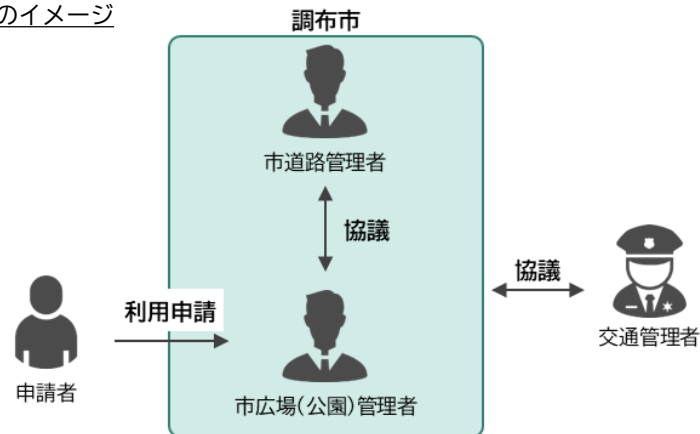 のイメージ
調布市
市道路管理者
協議
協議
利用申請
申請者
市広場(公園)管理者
交通管理者